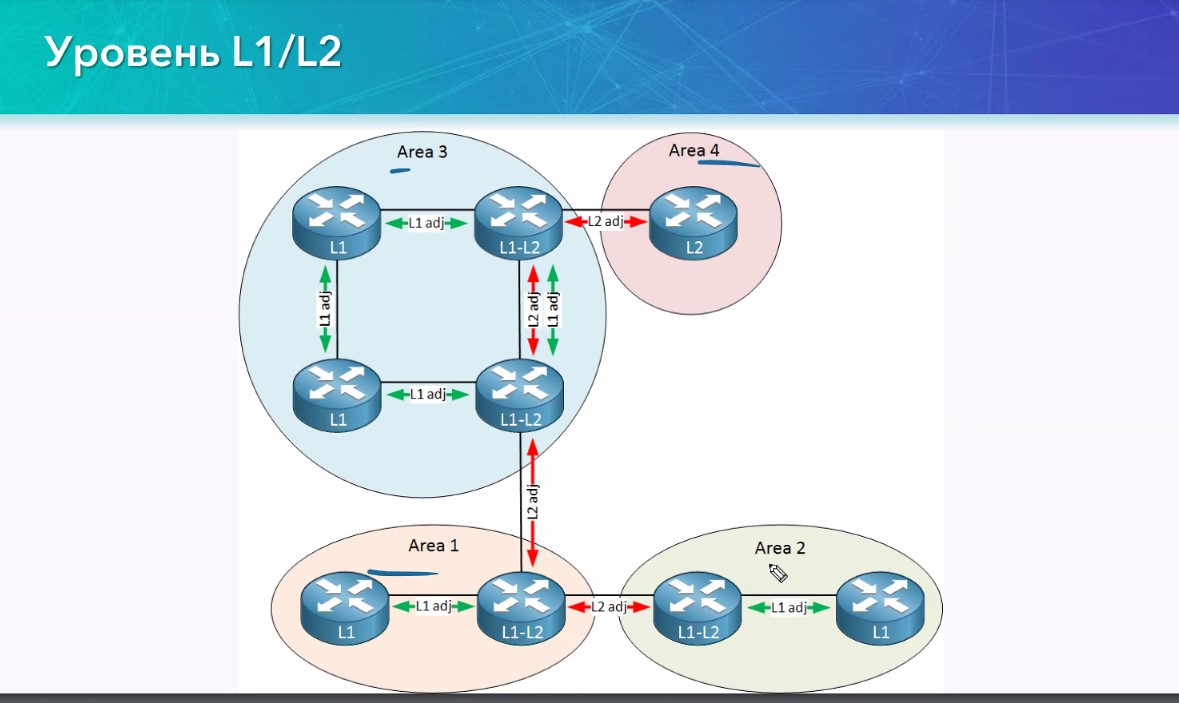 Уровень L1/L2
Area 3
Area 4
L1 adj
L2 adj
L1
L1-L2
L2
L1 adj
L2 adj
L1 adj
L1 adj
L1
L1-L2
L2 adj
Area 1
Area 2
L1 adj
L2 adj
L1 adj
L1
L1-L2
L1-L2
L1